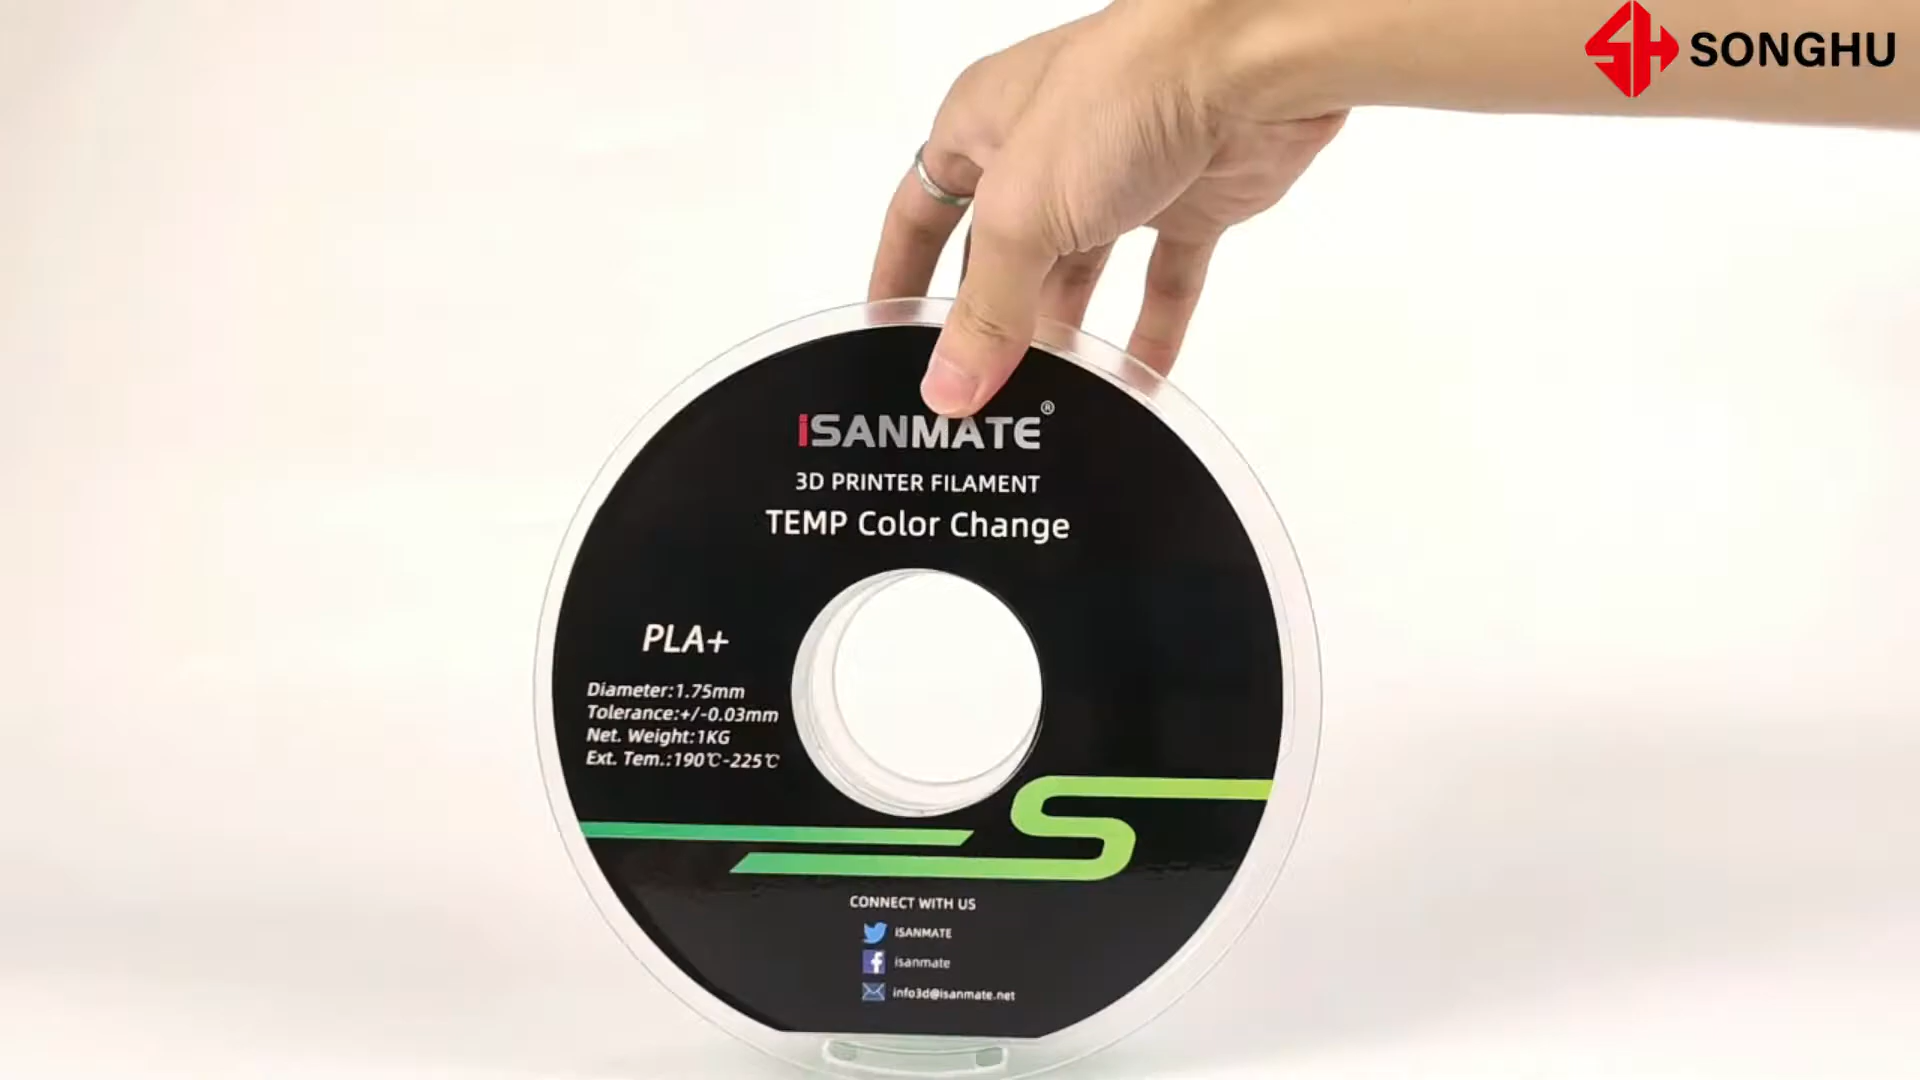 SONGHU
iSANMATE®
3D PRINTER FILAMENT
TEMP Color Change
PLA+
Diameter:1.75mm
Tolerance:+/-0.03mm
Net. Weight:1KG
Ext. Tem.:190℃-225℃
CONNECT WITH US
iSANMATE
isanmate
info3d@isanmate.net